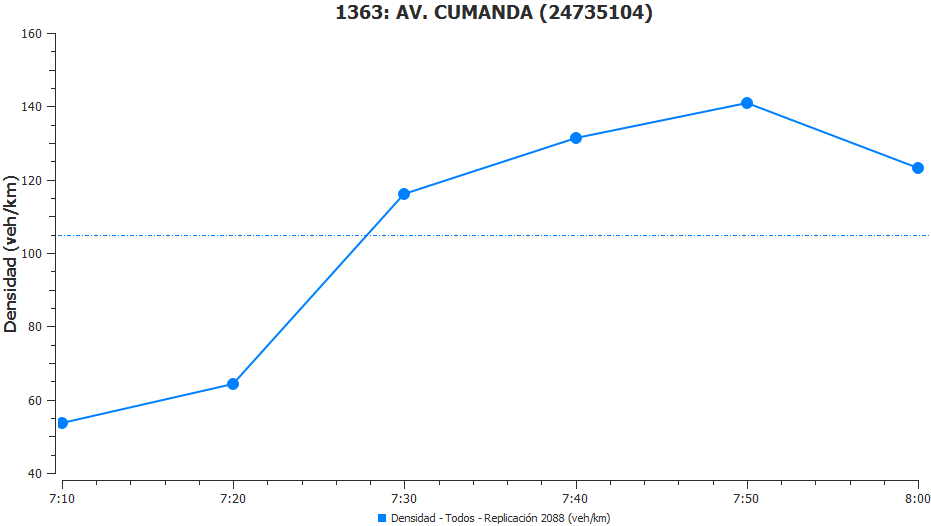 1363: AV. CUMANDA (24735104)
160
140
120
100
80
60
40
Densidad (veh/km)
7:10 7:20 7:30 7:40 7:50 8:00
Densidad - Todos - Replicación 2088 (veh/km)